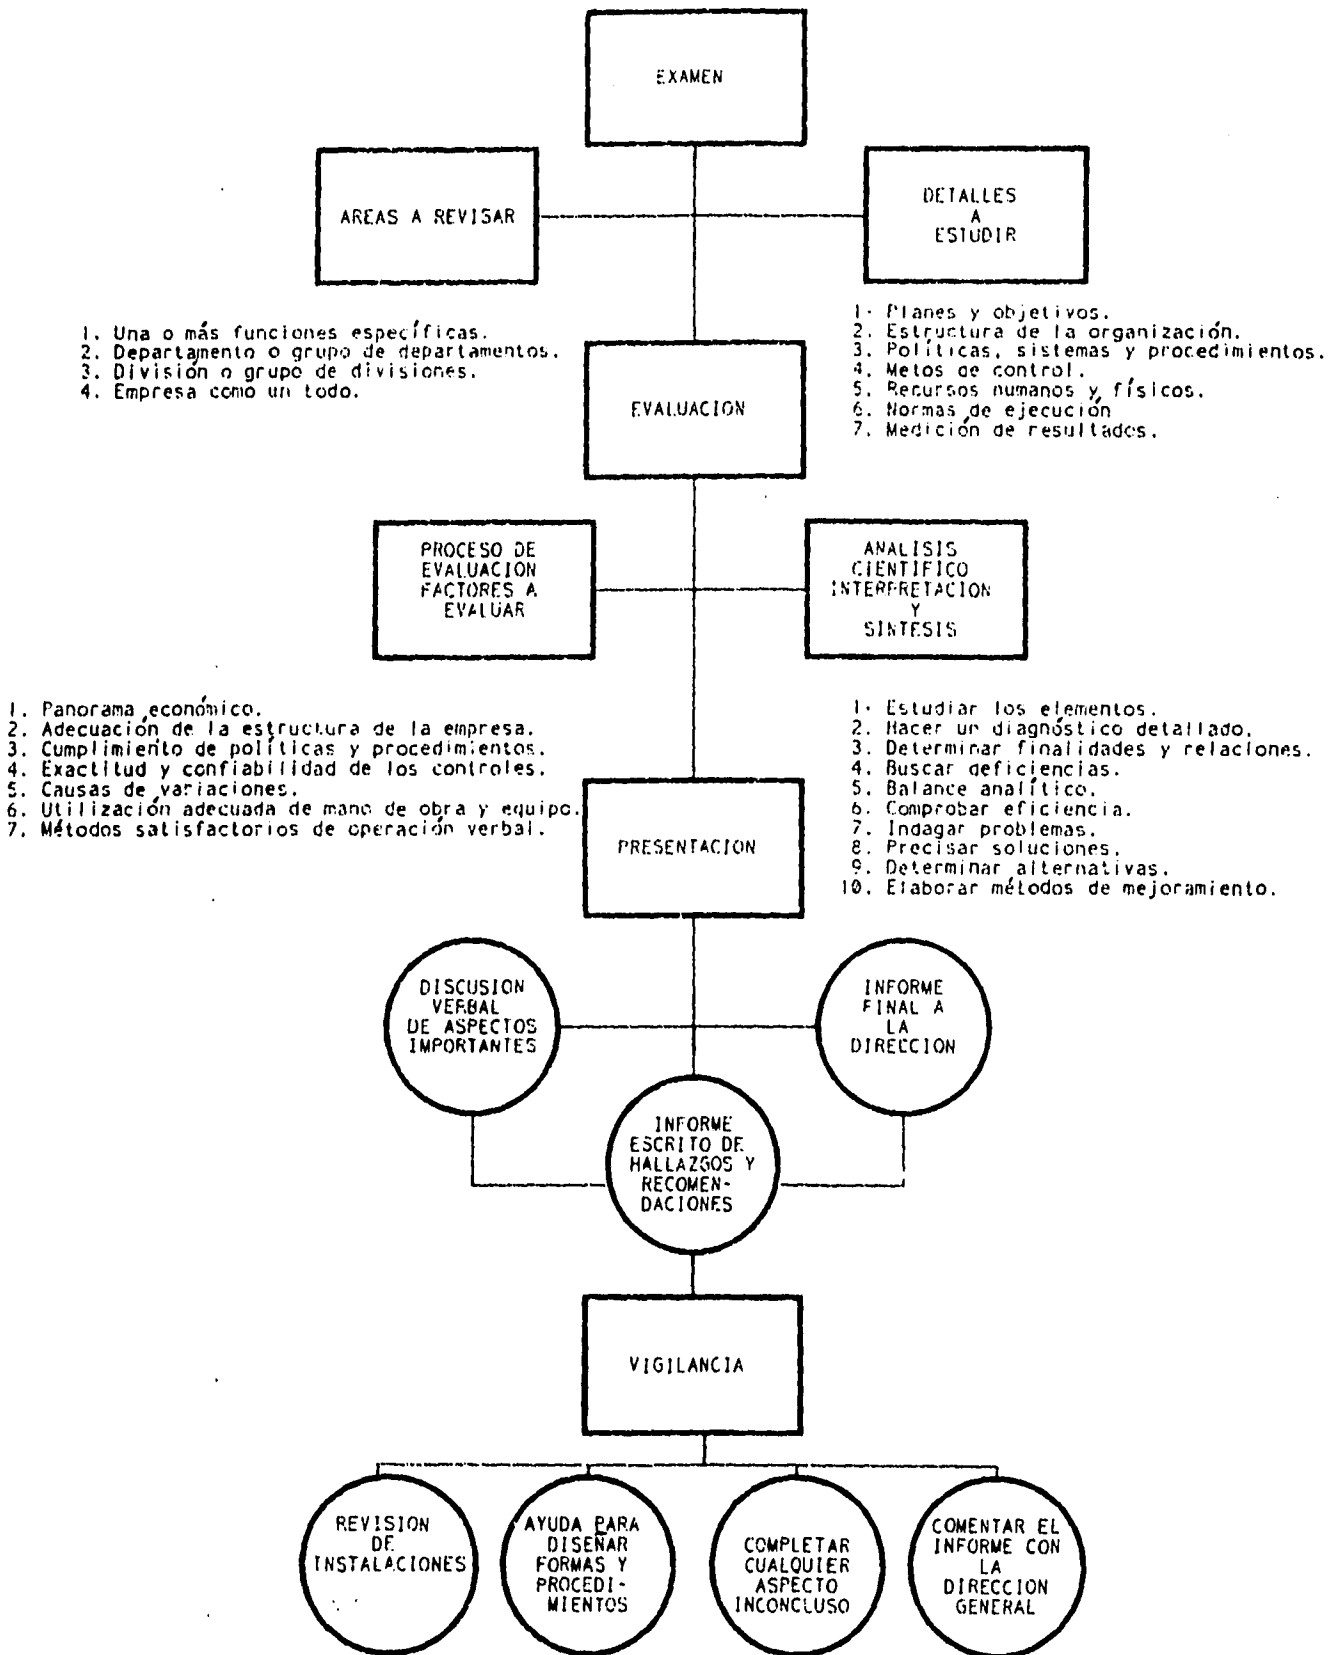 EXAMEN
AREAS A REVISAR
DETALLES
A
ESTUDIR
1. Una o más funciones específicas.
2. Departamento o grupo de departamentos.
3. División o grupo de divisiones.
4. Empresa como un todo.
1. Planes y objetivos.
2. Estructura de la organización.
3. Políticas, sistemas y procedimientos.
4. Metos de control.
5. Recursos humanos y físicos.
6. Normas de ejecución
7. Medición de resultados.
EVALUACION
PROCESO DE
EVALUACION
FACTORES A
EVALUAR
ANALISIS
CIENTIFICO
INTERPRETACION
Y
SINTESIS
1. Panorama económico.
2. Adecuación de la estructura de la empresa.
3. Cumplimiento de políticas y procedimientos.
4. Exactitud y confiabilidad de los controles.
5. Causas de variaciones.
6. Utilización adecuada de mano de obra y equipo.
7. Métodos satisfactorios de operación verbal.
1. Estudiar los elementos.
2. Hacer un diagnóstico detallado.
3. Determinar finalidades y relaciones.
4. Buscar deficiencias.
5. Balance analítico.
6. Comprobar eficiencia.
7. Indagar problemas.
8. Precisar soluciones.
9. Determinar alternativas.
10. Elaborar métodos de mejoramiento.
PRESENTACION
DISCUSION
VERBAL
DE ASPECTOS
IMPORTANTES
INFORME
FINAL A
LA
DIRECCION
INFORME
ESCRITO DE
HALLAZGOS Y
RECOMEN-
DACIONES
VIGILANCIA
REVISION
DE
INSTALACIONES
AYUDA PARA
DISEÑAR
FORMAS Y
PROCEDI-
MIENTOS
COMPLETAR
CUALQUIER
ASPECTO
INCONCLUSO
COMENTAR EL
INFORME CON
LA
DIRECCION
GENERAL